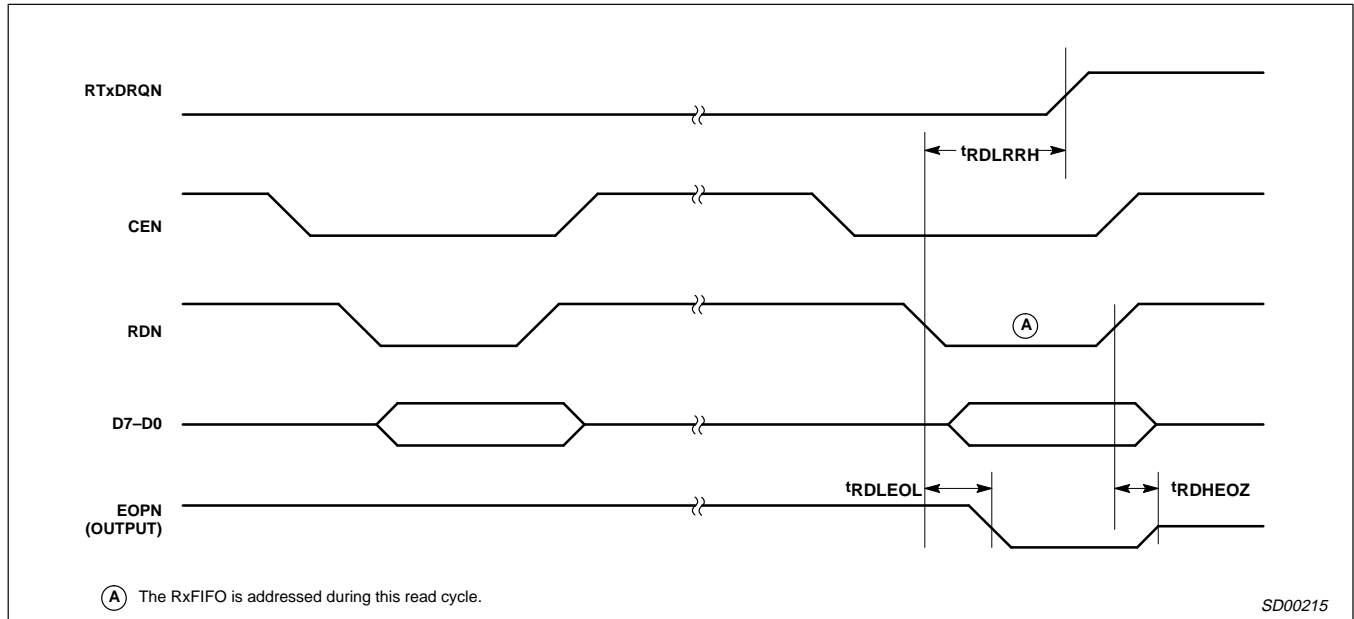 RTxDRQN
tRDLRRH
CEN
RDN
A
D7–D0
tRDLEOL
tRDHEOZ
EOPN
(OUTPUT)
A The RxFIFO is addressed during this read cycle.
SD00215